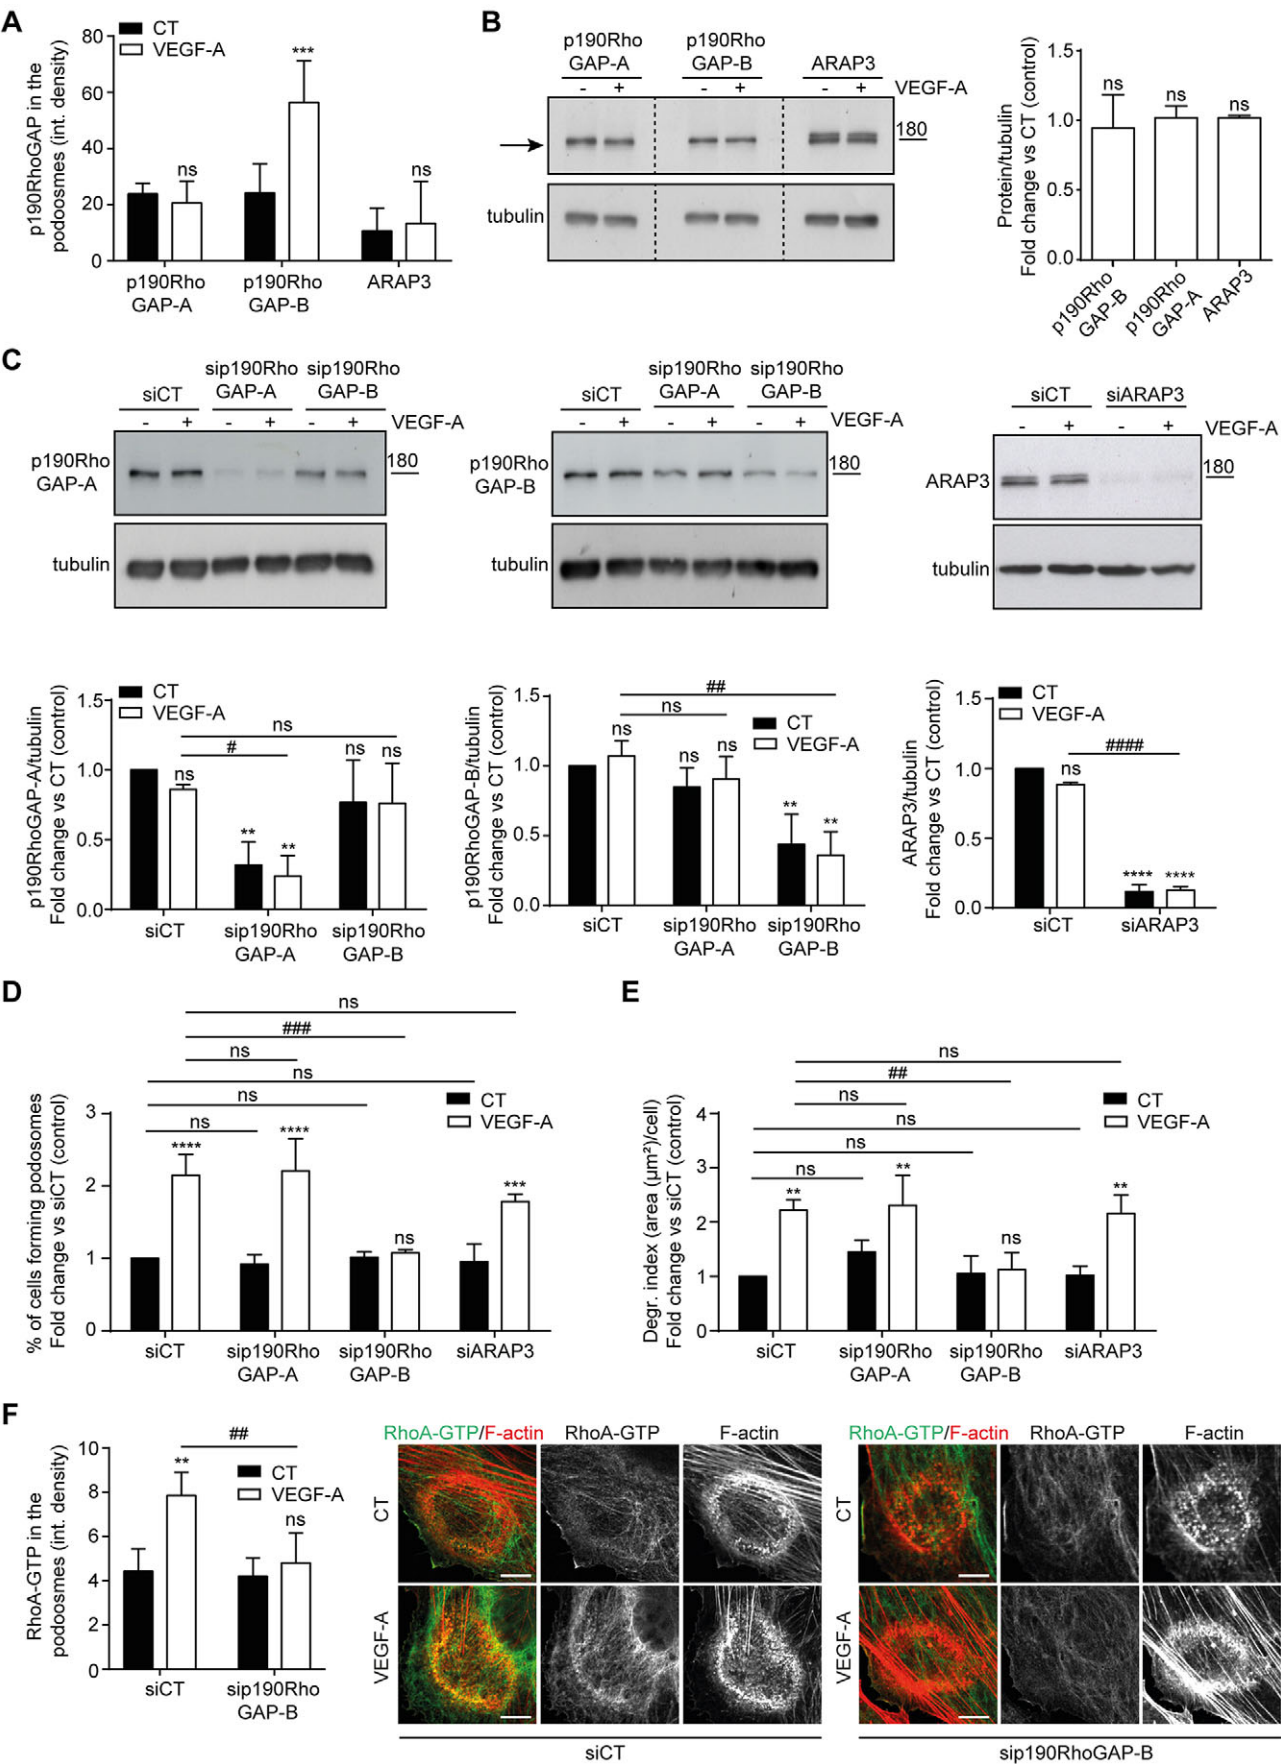 A
p190RhoGAP in the
podoosmes (int. density)
80
60
40
20
0
CT
VEGF-A
ns
***
ns
p190Rho
GAP-A
p190Rho
GAP-B
ARAP3
B
p190Rho
GAP-A
p190Rho
GAP-B
ARAP3
- + - + - + VEGF-A
180
tubulin
Protein/tubulin
Fold change vs CT (control)
1.5
1.0
0.5
0.0
ns ns ns
p190Rho
GAP-B
p190Rho
GAP-A
ARAP3
C
siCT
sip190Rho
GAP-A
sip190Rho
GAP-B
- + - + - + VEGF-A
p190Rho
GAP-A
180
tubulin
siCT
sip190Rho
GAP-A
sip190Rho
GAP-B
- + - + - + VEGF-A
p190Rho
GAP-B
180
tubulin
siCT siARAP3
- + - + VEGF-A
ARAP3
180
tubulin
p190RhoGAP-A/tubulin
Fold change vs CT (control)
1.5
1.0
0.5
0.0
CT
VEGF-A
ns
#
ns
** **
ns ns
siCT
sip190Rho
GAP-A
sip190Rho
GAP-B
p190RhoGAP-B/tubulin
Fold change vs CT (control)
1.5
1.0
0.5
0.0
##
ns
CT
VEGF-A
ns
ns ns
** **
siCT
sip190Rho
GAP-A
sip190Rho
GAP-B
ARAP3/tubulin
Fold change vs CT (control)
1.5
1.0
0.5
0.0
CT
VEGF-A
####
ns
**** ****
siCT siARAP3
D
% of cells forming podosomes
Fold change vs siCT (control)
3
2
1
0
ns
###
ns
ns
ns
ns
CT
VEGF-A
**** **** ns ***
siCT
sip190Rho
GAP-A
sip190Rho
GAP-B
siARAP3
E
Degr. index (area (µm²)/cell)
Fold change vs siCT (control)
4
3
2
1
0
ns
##
ns
ns
ns
ns
CT
VEGF-A
** ** ns **
siCT
sip190Rho
GAP-A
sip190Rho
GAP-B
siARAP3
F
RhoA-GTP in the
podoosmes (int. density)
10
8
6
4
2
0
##
CT
VEGF-A
**
ns
siCT
sip190Rho
GAP-B
RhoA-GTP/F-actin RhoA-GTP F-actin
CT
VEGF-A
siCT
RhoA-GTP/F-actin RhoA-GTP F-actin
CT
VEGF-A
sip190RhoGAP-B